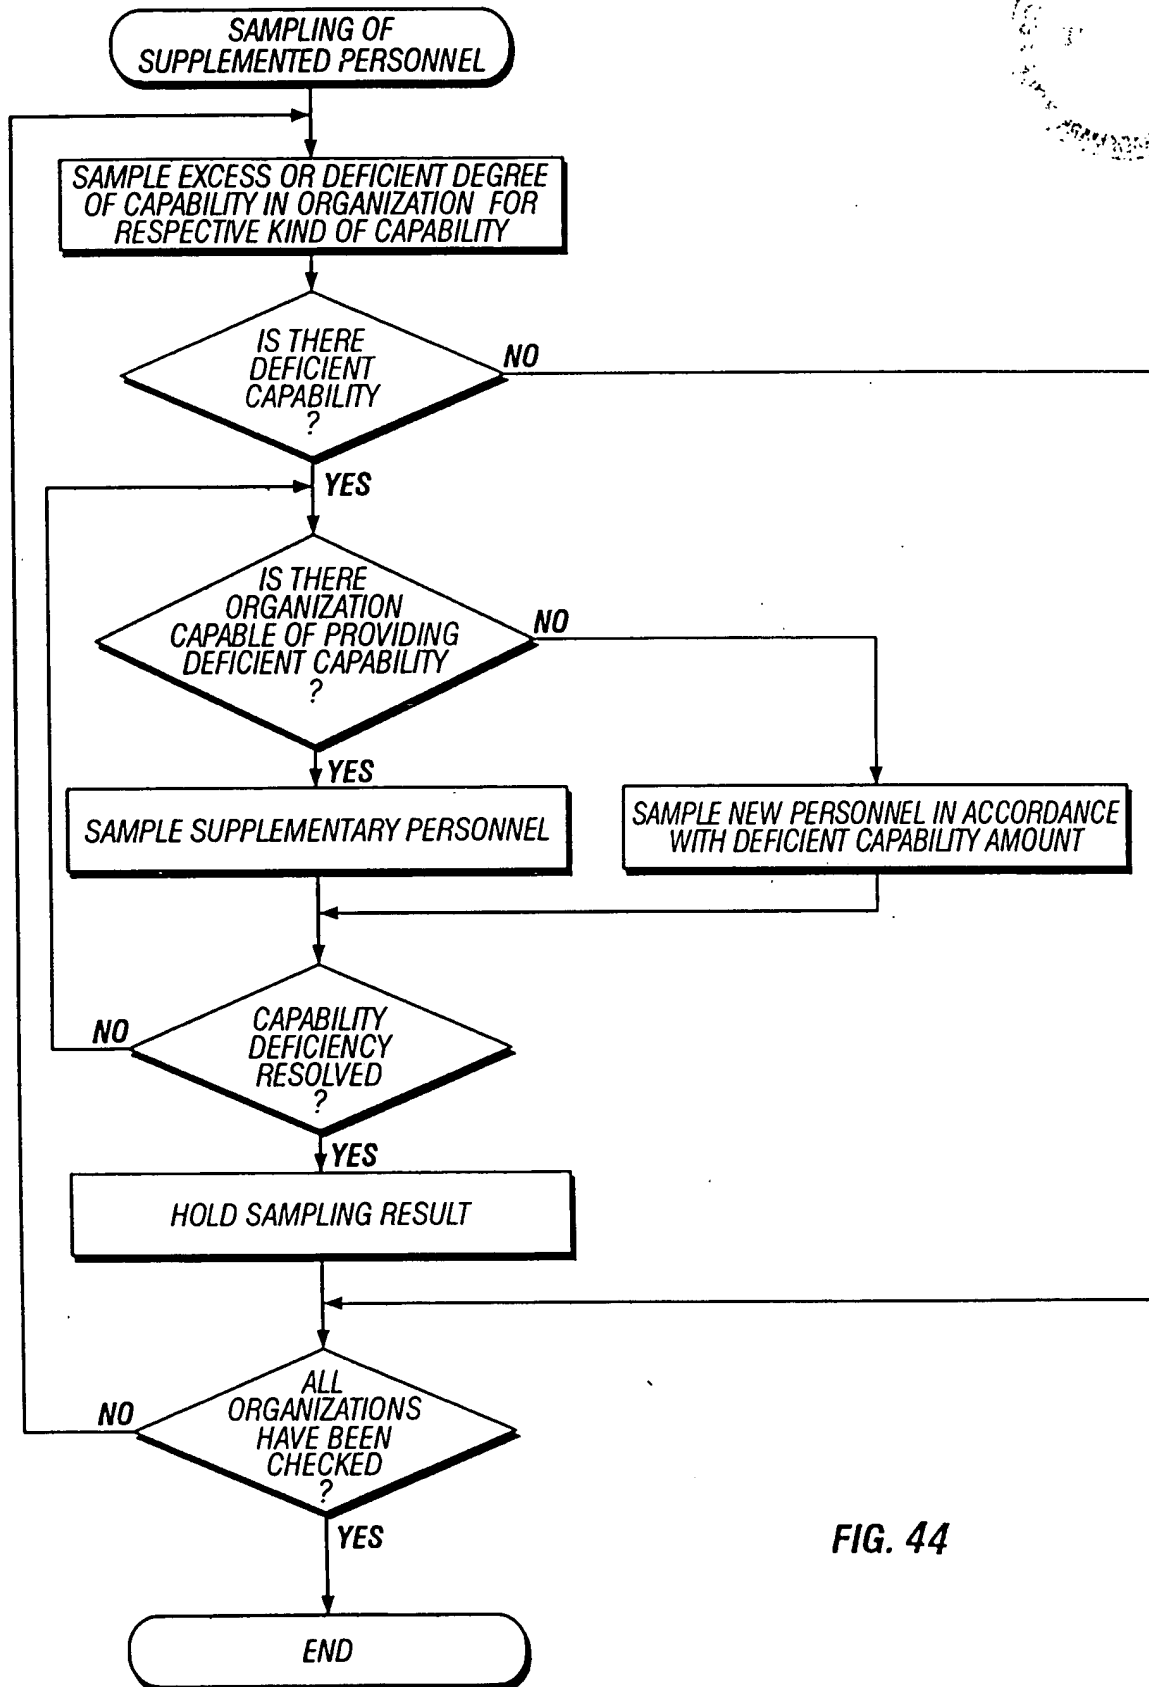 SAMPLING OF
SUPPLEMENTED PERSONNEL
SAMPLE EXCESS OR DEFICIENT DEGREE
OF CAPABILITY IN ORGANIZATION FOR
RESPECTIVE KIND OF CAPABILITY
IS THERE
DEFICIENT
CAPABILITY
?
NO
YES
IS THERE
ORGANIZATION
CAPABLE OF PROVIDING
DEFICIENT CAPABILITY
?
NO
YES
SAMPLE SUPPLEMENTARY PERSONNEL
SAMPLE NEW PERSONNEL IN ACCORDANCE
WITH DEFICIENT CAPABILITY AMOUNT
CAPABILITY
DEFICIENCY
RESOLVED
?
NO
YES
HOLD SAMPLING RESULT
ALL
ORGANIZATIONS
HAVE BEEN
CHECKED
?
NO
YES
END
FIG. 44